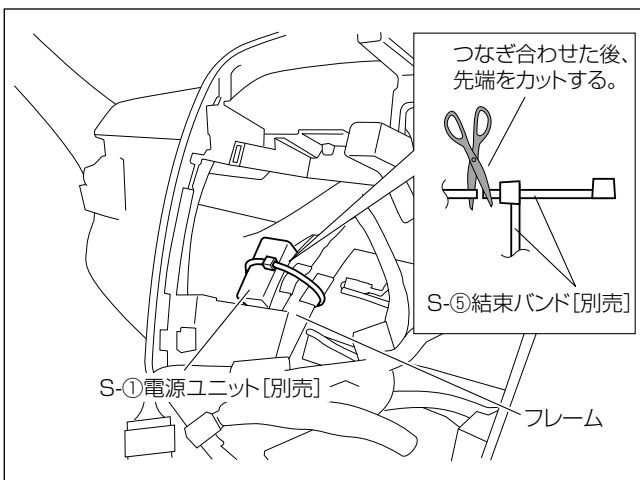 つなぎ合わせた後、
先端をカットする。
S-⑤結束バンド[別売]
S-①電源ユニット[別売]
フレーム